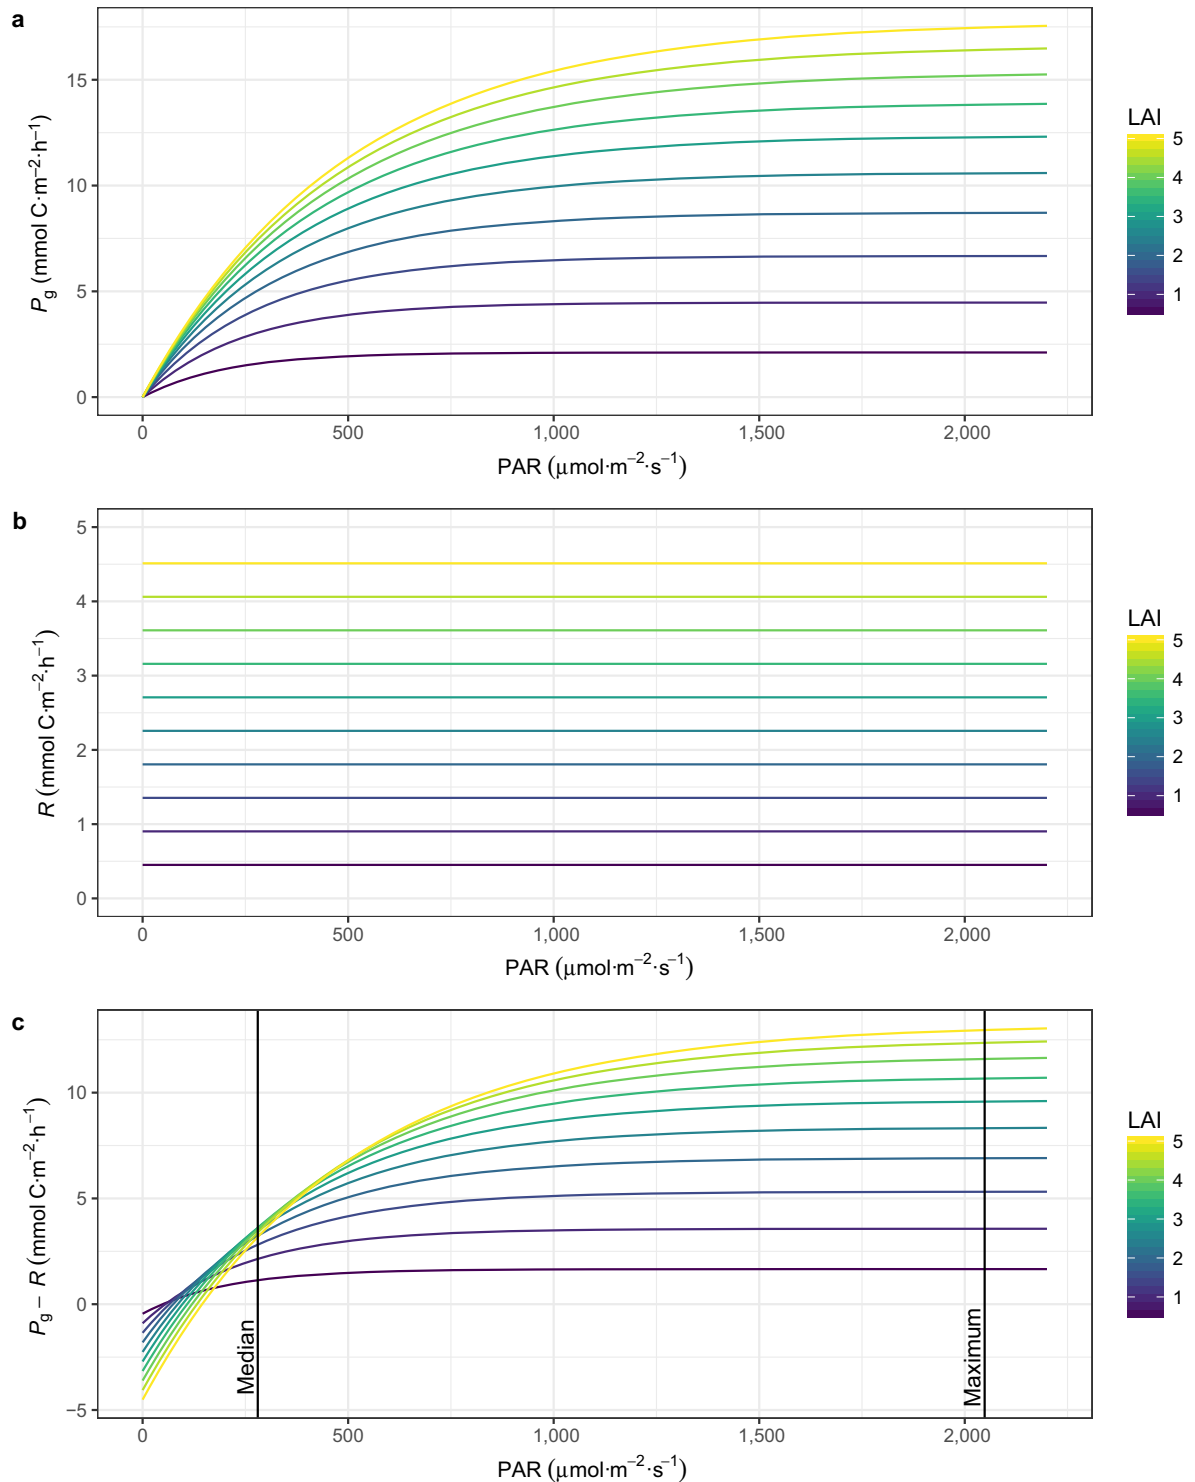 a
P_g (mmol C·m⁻²·h⁻¹)
15
10
5
0
0 500 1,000 1,500 2,000
PAR (μmol·m⁻²·s⁻¹)
LAI
5
4
3
2
1
b
R (mmol C·m⁻²·h⁻¹)
5
4
3
2
1
0
0 500 1,000 1,500 2,000
PAR (μmol·m⁻²·s⁻¹)
LAI
5
4
3
2
1
c
P_g − R (mmol C·m⁻²·h⁻¹)
10
5
0
−5
Median
Maximum
0 500 1,000 1,500 2,000
PAR (μmol·m⁻²·s⁻¹)
LAI
5
4
3
2
1